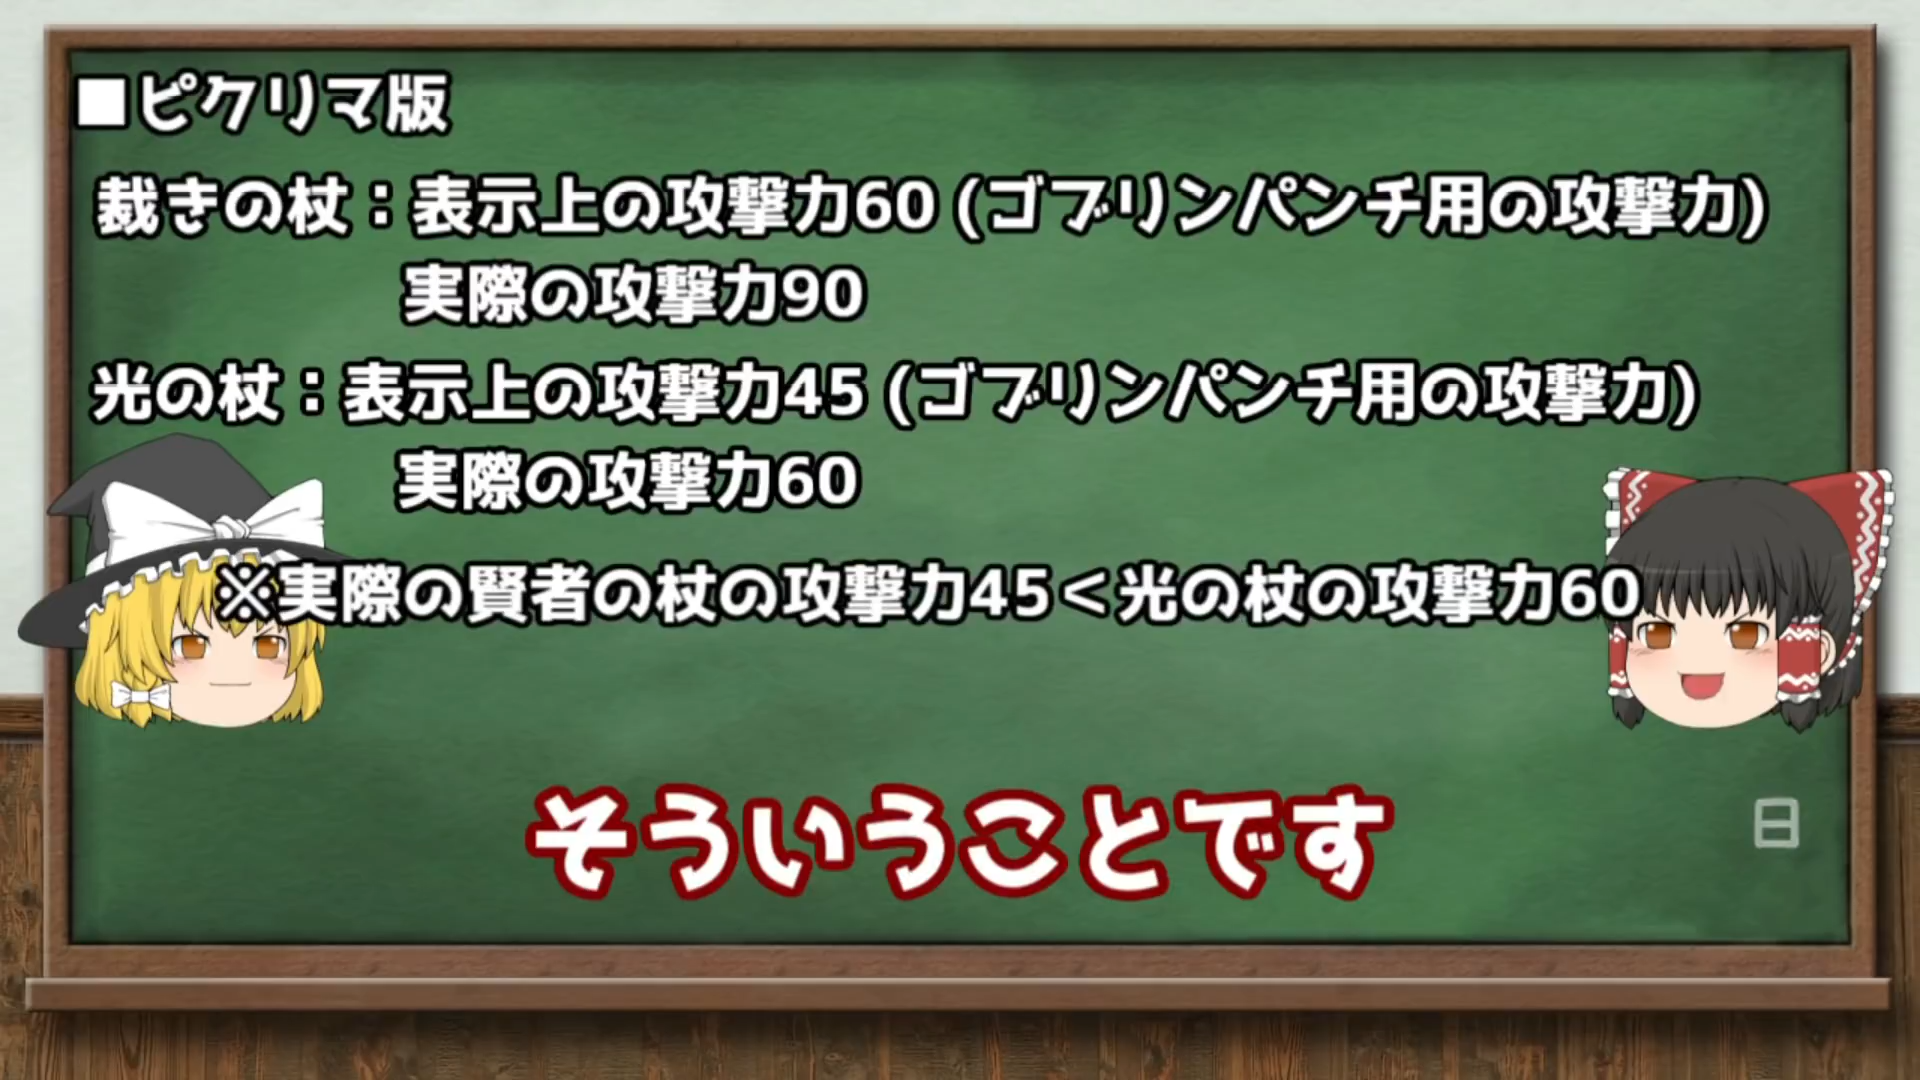 ■ピクリマ版
裁きの杖：表示上の攻撃力60 (ゴブリンパンチ用の攻撃力)
実際の攻撃力90
光の杖：表示上の攻撃力45 (ゴブリンパンチ用の攻撃力)
実際の攻撃力60
※実際の賢者の杖の攻撃力45＜光の杖の攻撃力60
そういうことです
日